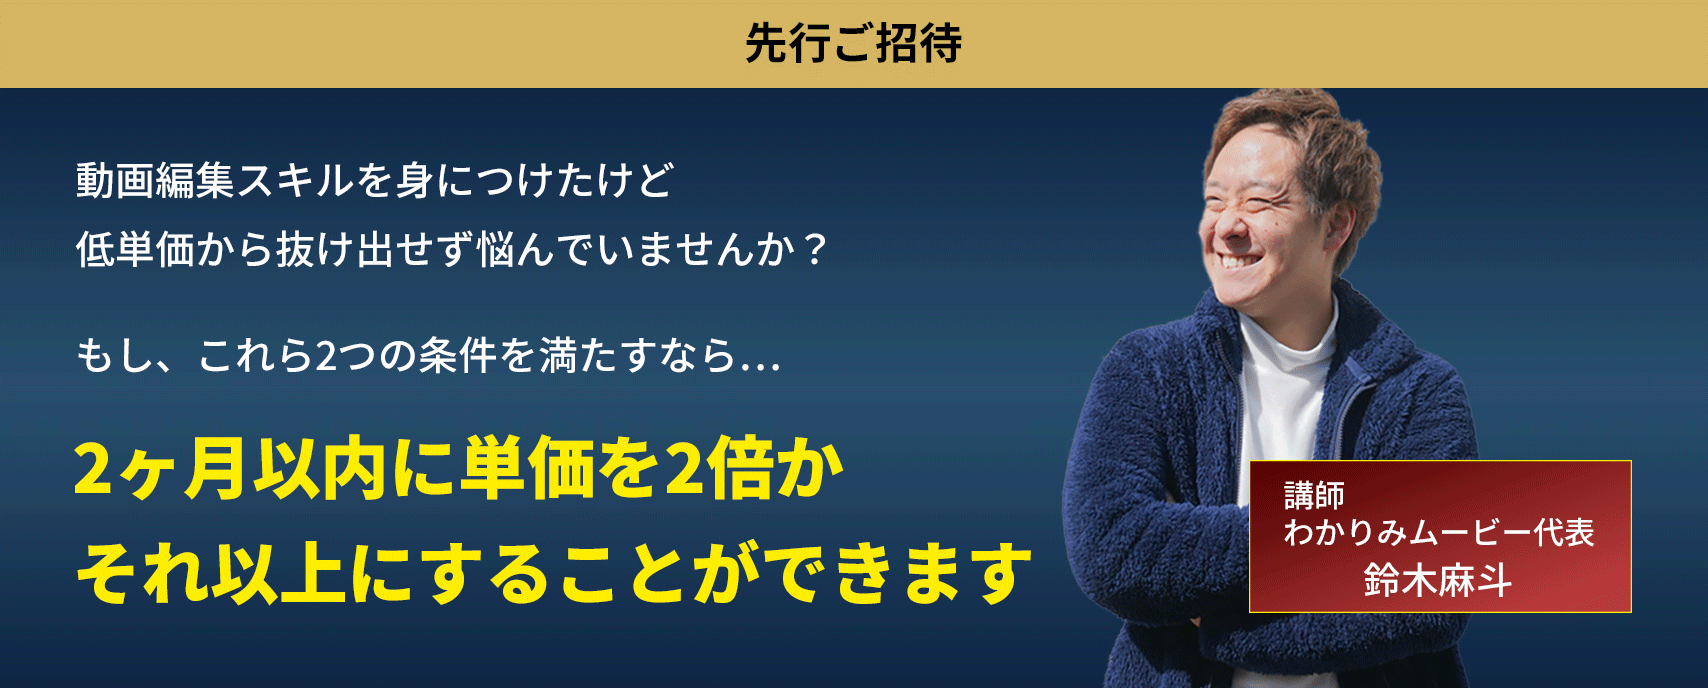 先行ご招待
動画編集スキルを身につけたけど
低単価から抜け出せず悩んでいませんか？
もし、これら2つの条件を満たすなら…
2ヶ月以内に単価を2倍か
それ以上にすることができます
講師
わかりみムービー代表
鈴木麻斗